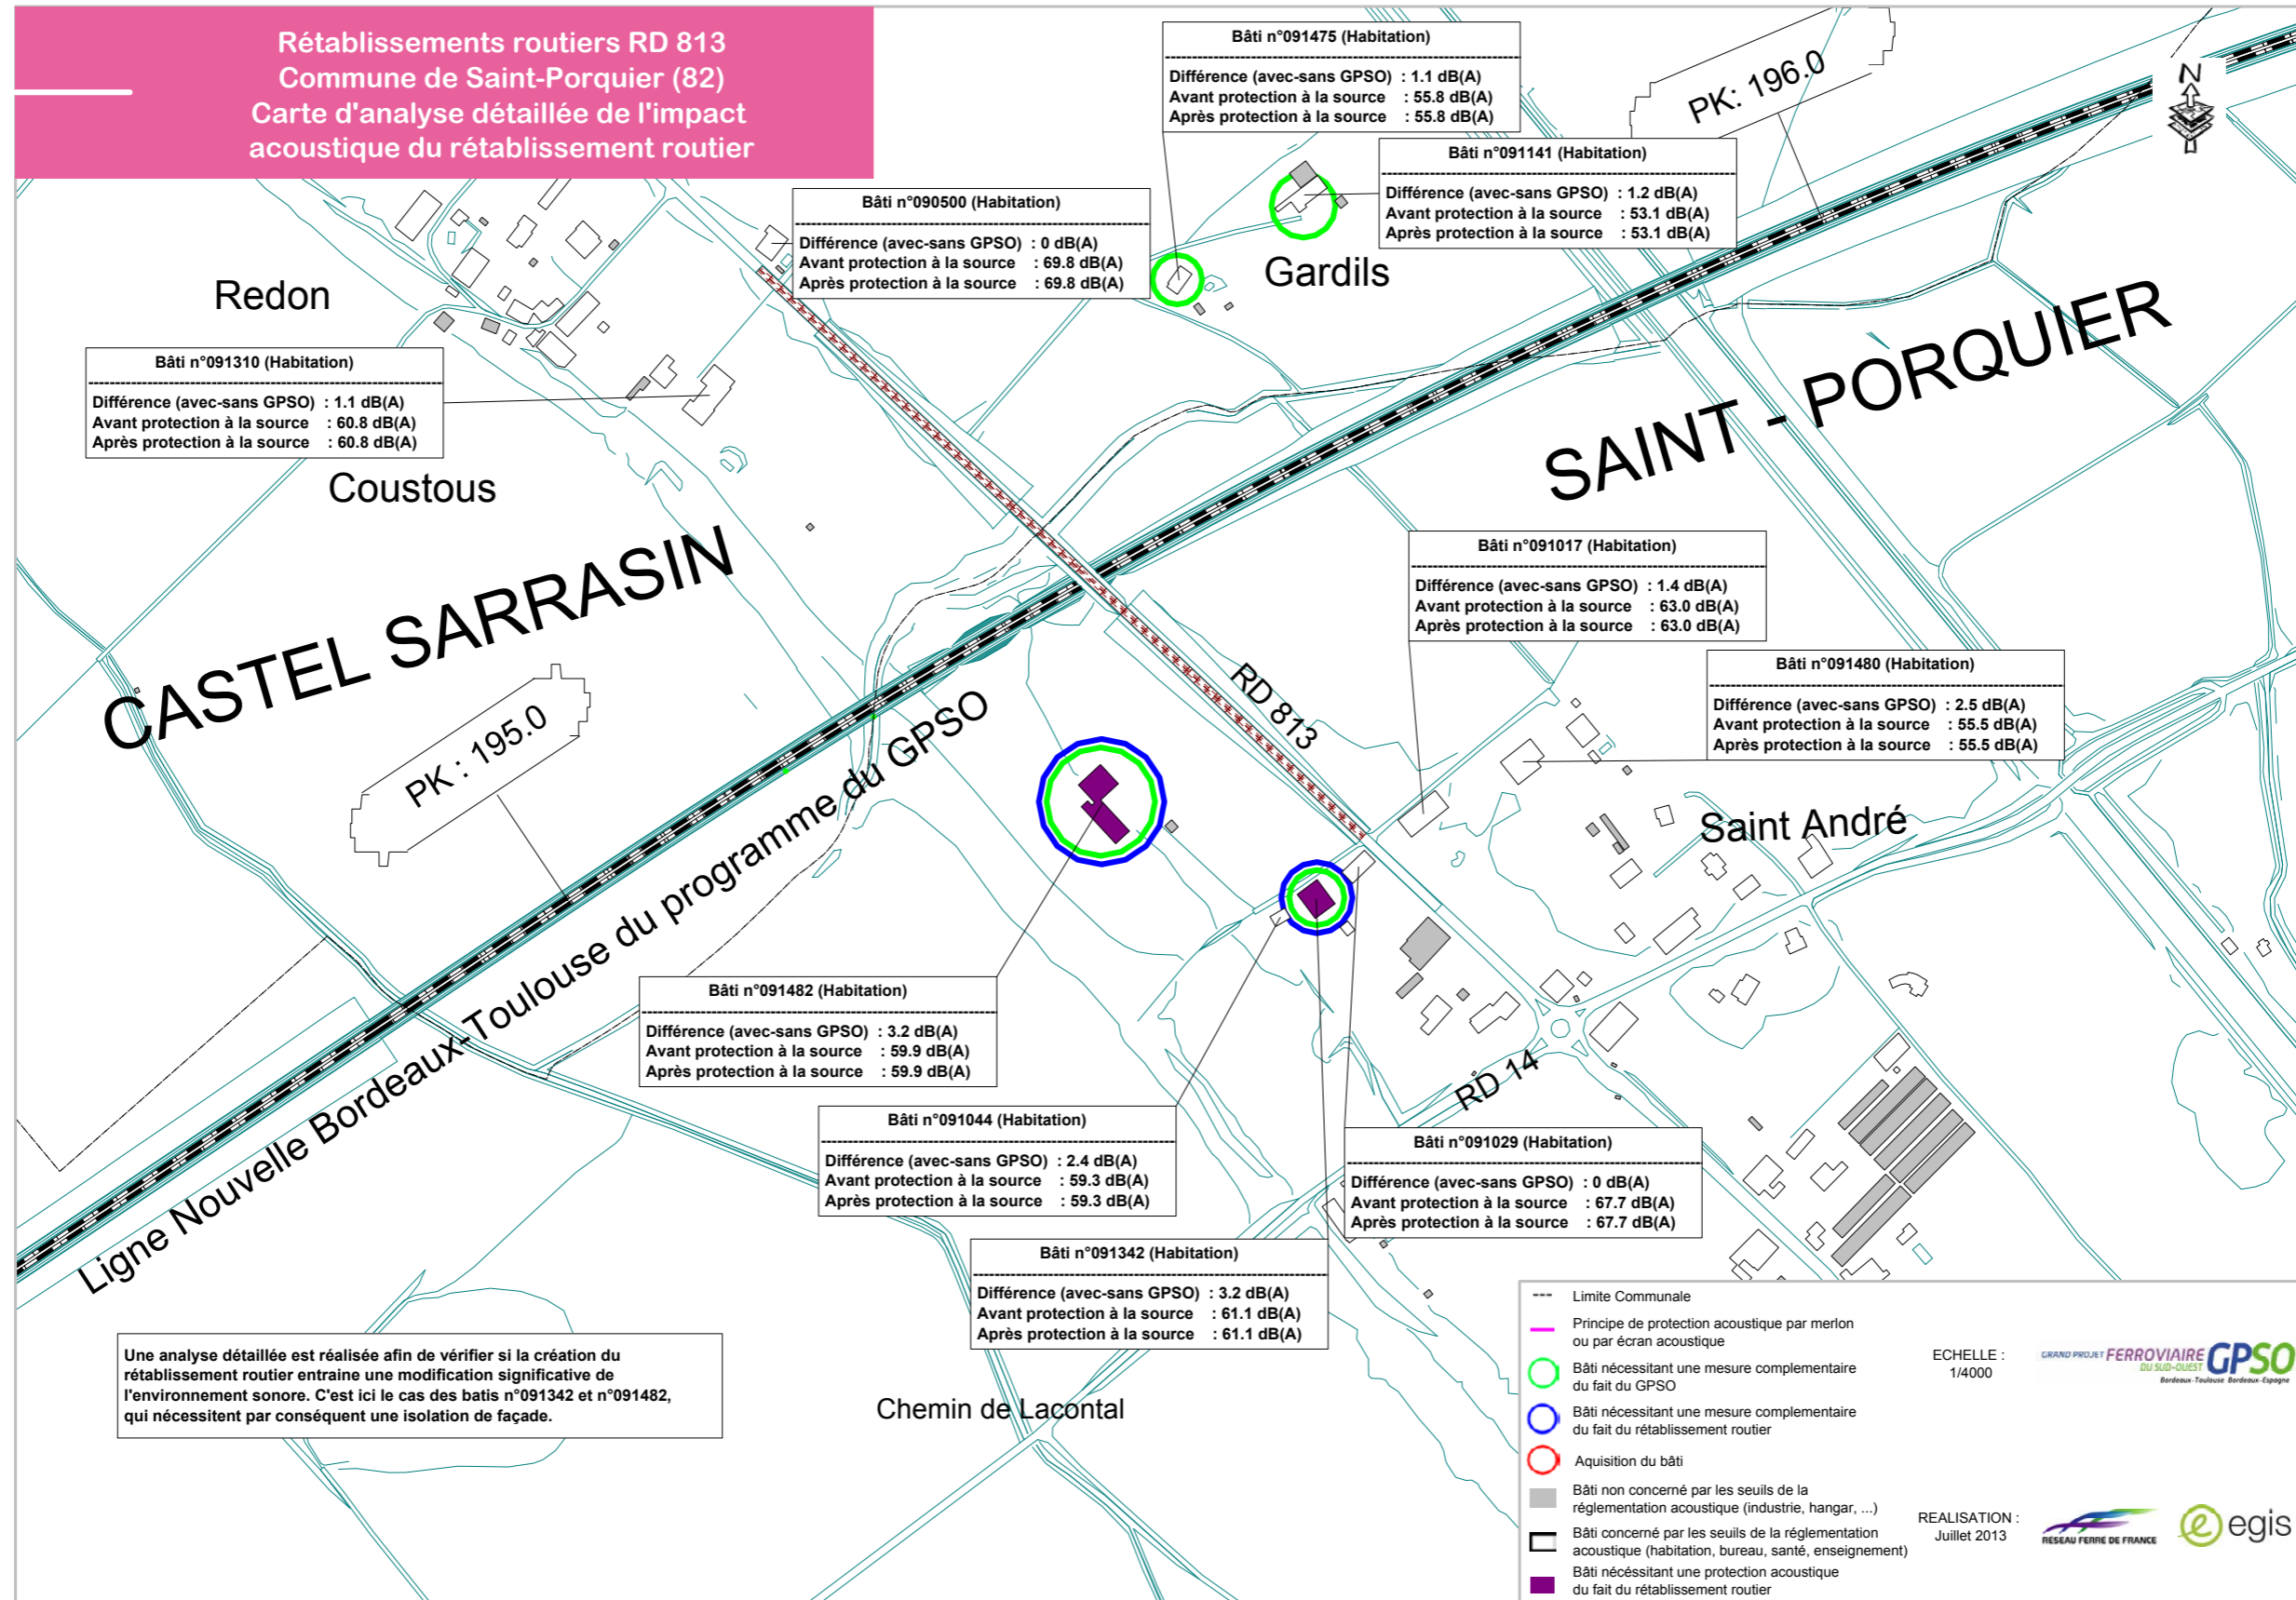 Rétablissements routiers RD 813
Commune de Saint-Porquier (82)
Carte d'analyse détaillée de l'impact
acoustique du rétablissement routier
Bâti n°091475 (Habitation)
Différence (avec-sans GPSO) : 1.1 dB(A)
Avant protection à la source : 55.8 dB(A)
Après protection à la source : 55.8 dB(A)
PK: 196.0
N
Bâti n°091141 (Habitation)
Différence (avec-sans GPSO) : 1.2 dB(A)
Avant protection à la source : 53.1 dB(A)
Après protection à la source : 53.1 dB(A)
Bâti n°090500 (Habitation)
Différence (avec-sans GPSO) : 0 dB(A)
Avant protection à la source : 69.8 dB(A)
Après protection à la source : 69.8 dB(A)
Redon
Gardils
Bâti n°091310 (Habitation)
Différence (avec-sans GPSO) : 1.1 dB(A)
Avant protection à la source : 60.8 dB(A)
Après protection à la source : 60.8 dB(A)
SAINT - PORQUIER
Coustous
CASTEL SARRASIN
Bâti n°091017 (Habitation)
Différence (avec-sans GPSO) : 1.4 dB(A)
Avant protection à la source : 63.0 dB(A)
Après protection à la source : 63.0 dB(A)
RD 813
Bâti n°091480 (Habitation)
Différence (avec-sans GPSO) : 2.5 dB(A)
Avant protection à la source : 55.5 dB(A)
Après protection à la source : 55.5 dB(A)
PK : 195.0
Saint André
Ligne Nouvelle Bordeaux-Toulouse du programme du GPSO
Bâti n°091482 (Habitation)
Différence (avec-sans GPSO) : 3.2 dB(A)
Avant protection à la source : 59.9 dB(A)
Après protection à la source : 59.9 dB(A)
RD 14
Bâti n°091044 (Habitation)
Différence (avec-sans GPSO) : 2.4 dB(A)
Avant protection à la source : 59.3 dB(A)
Après protection à la source : 59.3 dB(A)
Bâti n°091029 (Habitation)
Différence (avec-sans GPSO) : 0 dB(A)
Avant protection à la source : 67.7 dB(A)
Après protection à la source : 67.7 dB(A)
Bâti n°091342 (Habitation)
Différence (avec-sans GPSO) : 3.2 dB(A)
Avant protection à la source : 61.1 dB(A)
Après protection à la source : 61.1 dB(A)
Une analyse détaillée est réalisée afin de vérifier si la création du
rétablissement routier entraine une modification significative de
l'environnement sonore. C'est ici le cas des batis n°091342 et n°091482,
qui nécessitent par conséquent une isolation de façade.
Chemin de Lacontal
Limite Communale
Principe de protection acoustique par merlon
ou par écran acoustique
Bâti nécessitant une mesure complementaire
du fait du GPSO
Bâti nécessitant une mesure complementaire
du fait du rétablissement routier
Aquisition du bâti
Bâti non concerné par les seuils de la
réglementation acoustique (industrie, hangar, ...)
Bâti concerné par les seuils de la réglementation
acoustique (habitation, bureau, santé, enseignement)
Bâti nécéssitant une protection acoustique
du fait du rétablissement routier
ECHELLE :
1/4000
GRAND PROJET FERROVIAIRE GPSO
DU SUD-OUEST
Bordeaux-Toulouse Bordeaux-Espagne
REALISATION :
Juillet 2013
RESEAU FERRE DE FRANCE
egis